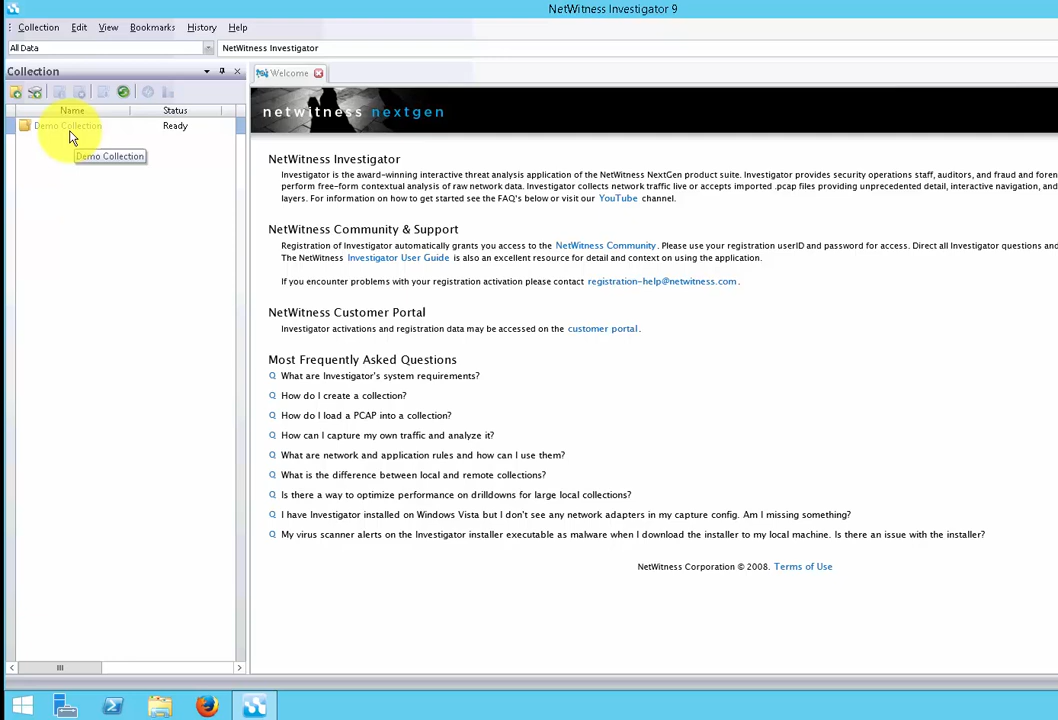 NetWitness Investigator 9
Collection Edit View Bookmarks History Help
All Data NetWitness Investigator
Collection
Welcome
Name Status
Demo Collection Ready
Demo Collection
netwitness nextgen
NetWitness Investigator
Investigator is the award-winning interactive threat analysis application of the NetWitness NextGen product suite. Investigator provides security operations staff, auditors, and fraud and foren
perform free-form contextual analysis of raw network data. Investigator collects network traffic live or accepts imported .pcap files providing unprecedented detail, interactive navigation, and
layers. For information on how to get started see the FAQ's below or visit our YouTube channel.
NetWitness Community & Support
Registration of Investigator automatically grants you access to the NetWitness Community. Please use your registration userID and password for access. Direct all Investigator questions and
The NetWitness Investigator User Guide is also an excellent resource for detail and context on using the application.
If you encounter problems with your registration activation please contact registration-help@netwitness.com.
NetWitness Customer Portal
Investigator activations and registration data may be accessed on the customer portal.
Most Frequently Asked Questions
Q What are Investigator's system requirements?
Q How do I create a collection?
Q How do I load a PCAP into a collection?
Q How can I capture my own traffic and analyze it?
Q What are network and application rules and how can I use them?
Q What is the difference between local and remote collections?
Q Is there a way to optimize performance on drilldowns for large local collections?
Q I have Investigator installed on Windows Vista but I don't see any network adapters in my capture config. Am I missing something?
Q My virus scanner alerts on the Investigator installer executable as malware when I download the installer to my local machine. Is there an issue with the installer?
NetWitness Corporation © 2008. Terms of Use